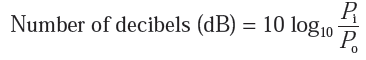 Number of decibels (dB) = 10 log₁₀ Pᵢ/Pₒ